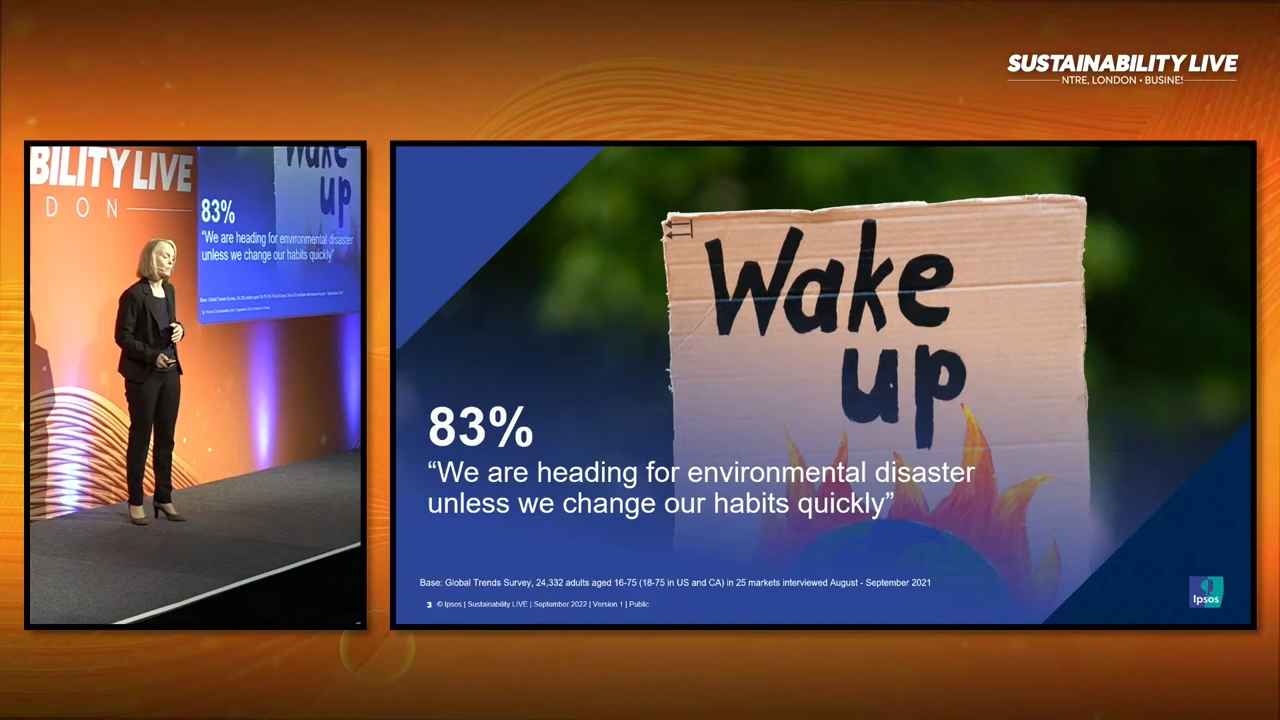 SUSTAINABILITY LIVE
NTRE, LONDON • BUSINES
BILITY LIVE
DON
Wake
up
83%
“We are heading for environmental disaster
unless we change our habits quickly”
Wake
up
83%
“We are heading for environmental disaster
unless we change our habits quickly”
Base: Global Trends Survey, 24,332 adults aged 16-75 (18-75 in US and CA) in 25 markets interviewed August - September 2021
3 © Ipsos | Sustainability LIVE | September 2022 | Version 1 | Public
Ipsos